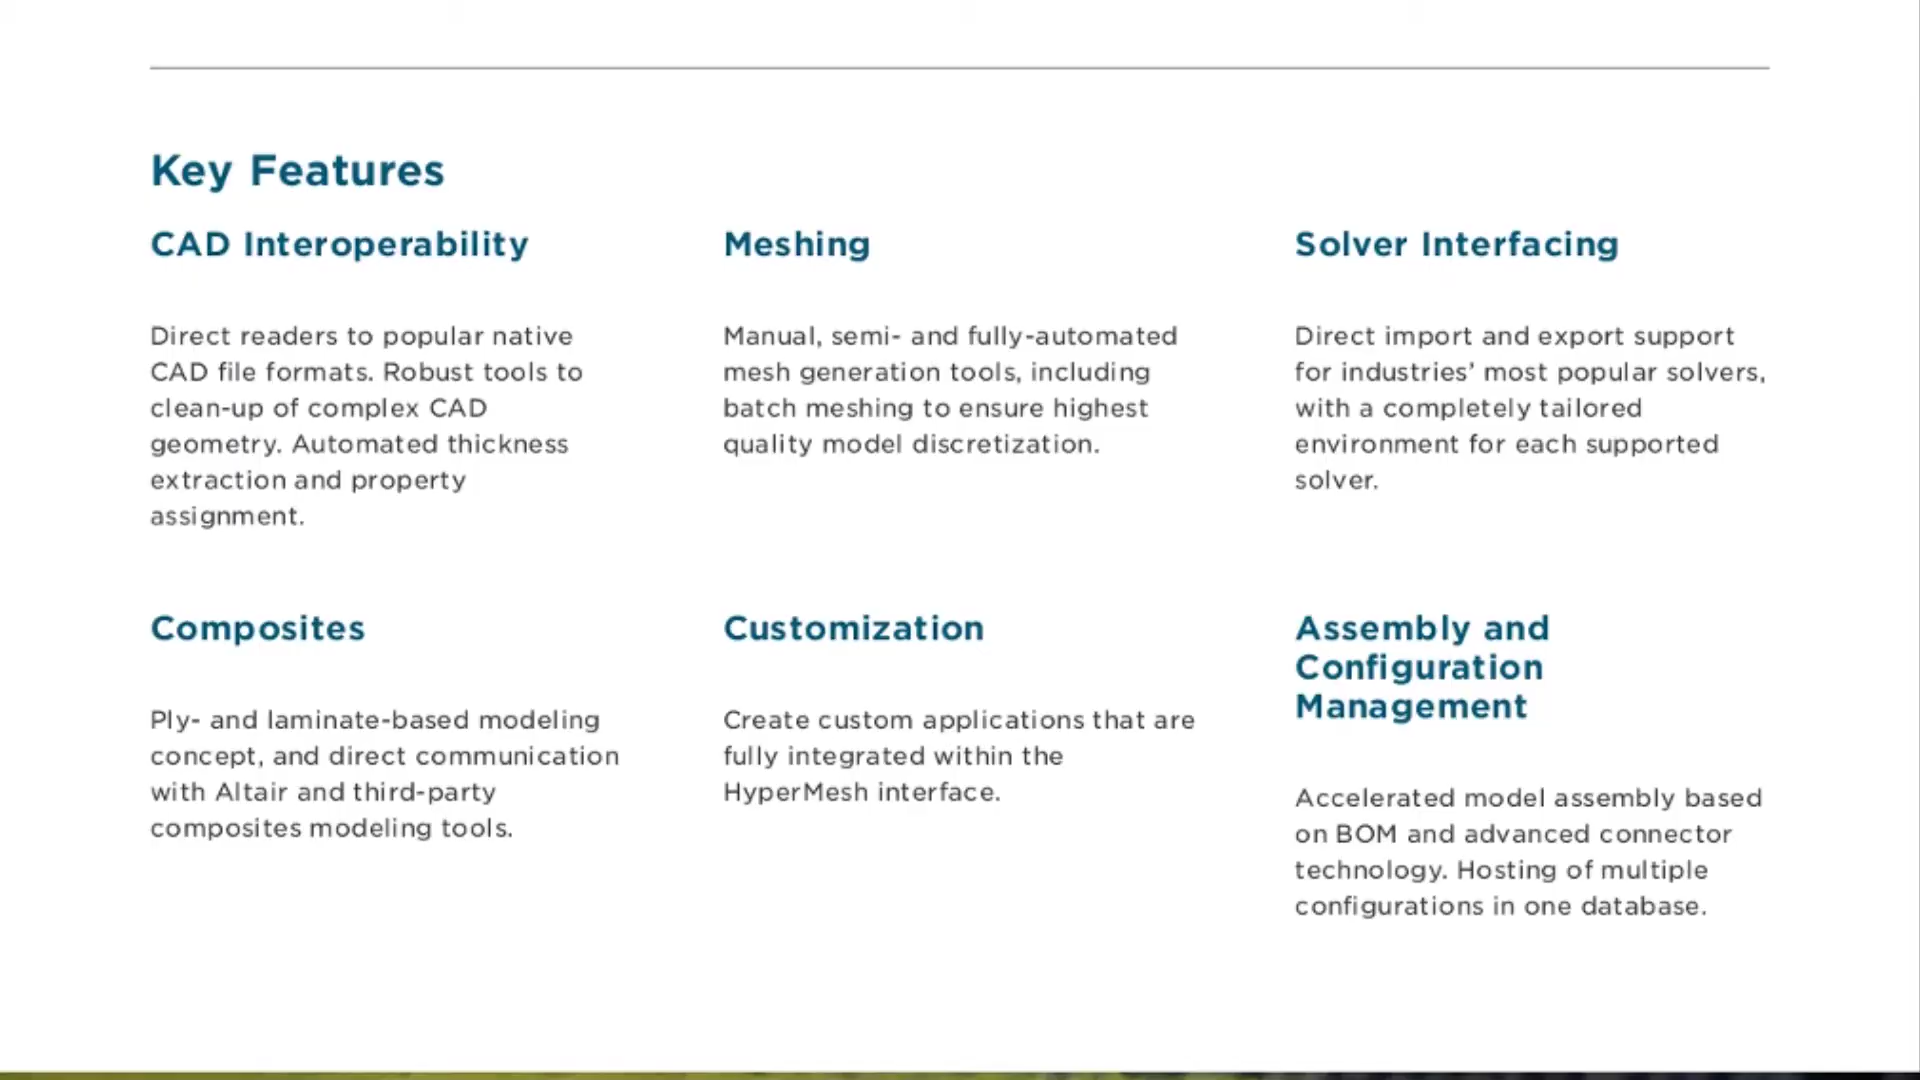 Key Features
CAD Interoperability
Direct readers to popular native
CAD file formats. Robust tools to
clean-up of complex CAD
geometry. Automated thickness
extraction and property
assignment.
Meshing
Manual, semi- and fully-automated
mesh generation tools, including
batch meshing to ensure highest
quality model discretization.
Solver Interfacing
Direct import and export support
for industries’ most popular solvers,
with a completely tailored
environment for each supported
solver.
Composites
Ply- and laminate-based modeling
concept, and direct communication
with Altair and third-party
composites modeling tools.
Customization
Create custom applications that are
fully integrated within the
HyperMesh interface.
Assembly and
Configuration
Management
Accelerated model assembly based
on BOM and advanced connector
technology. Hosting of multiple
configurations in one database.